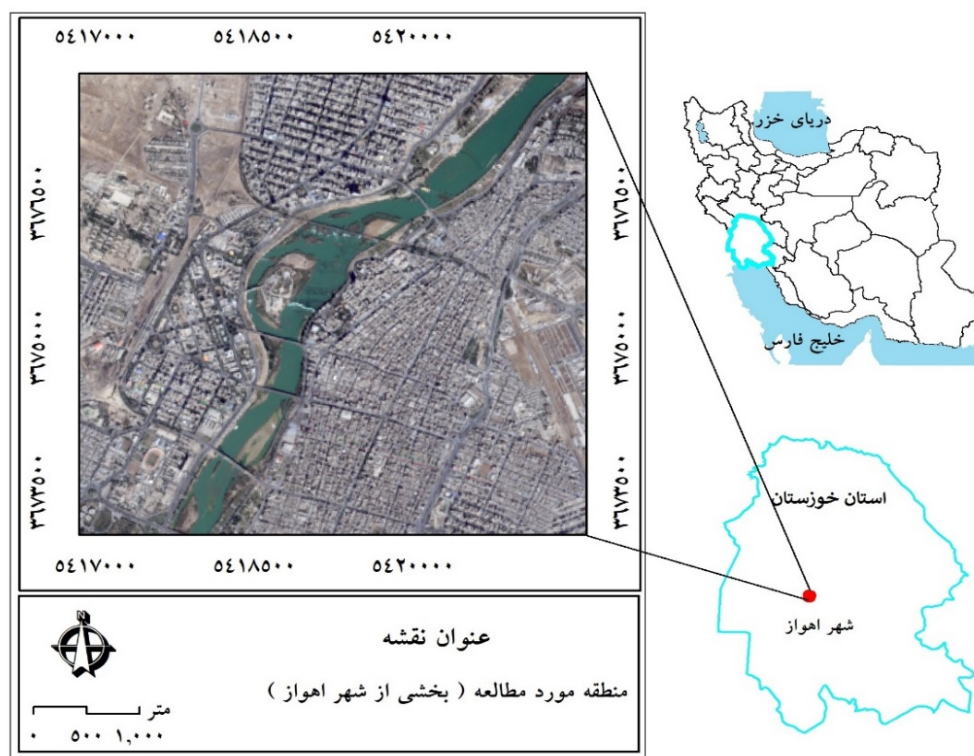 ۵۴۱۷۰۰۰ ۵۴۱۸۵۰۰ ۵۴۲۰۰۰۰
۳۶۷۶۵۰۰
۳۶۷۵۰۰۰
۳۶۷۳۵۰۰
۳۶۷۶۵۰۰
۳۶۷۵۰۰۰
۳۶۷۳۵۰۰
۵۴۱۷۰۰۰ ۵۴۱۸۵۰۰ ۵۴۲۰۰۰۰
دریای خزر
خلیج فارس
استان خوزستان
شهر اهواز
عنوان نقشه
منطقه مورد مطالعه ( بخشی از شهر اهواز )
N
متر
۰ ۵۰۰ ۱,۰۰۰